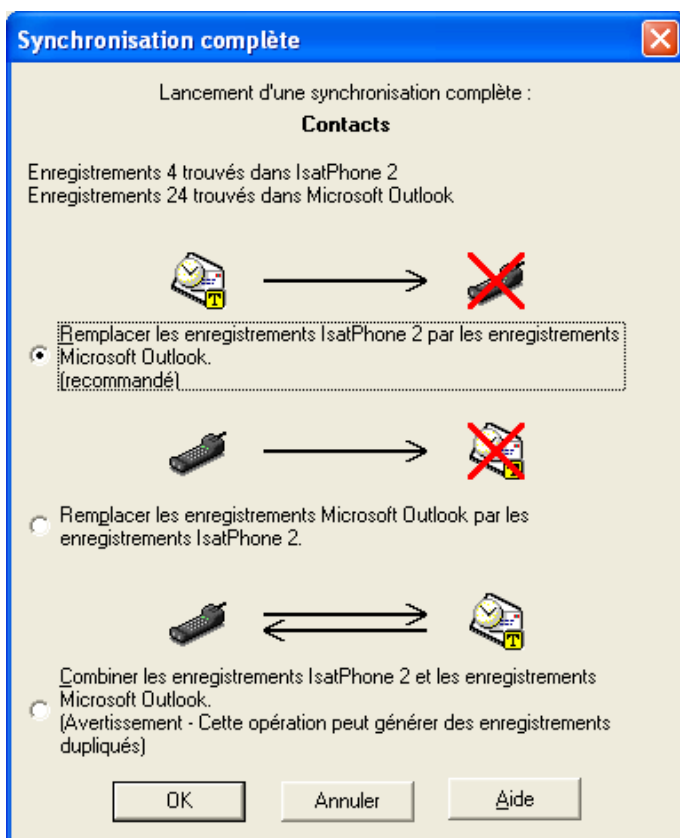 Synchronisation complète
Lancement d'une synchronisation complète :
Contacts
Enregistrements 4 trouvés dans IsatPhone 2
Enregistrements 24 trouvés dans Microsoft Outlook
T
Remplacer les enregistrements IsatPhone 2 par les enregistrements
Microsoft Outlook.
(recommandé)
T
Remplacer les enregistrements Microsoft Outlook par les
enregistrements IsatPhone 2.
T
Combiner les enregistrements IsatPhone 2 et les enregistrements
Microsoft Outlook.
(Avertissement - Cette opération peut générer des enregistrements
dupliqués)
OK Annuler Aide